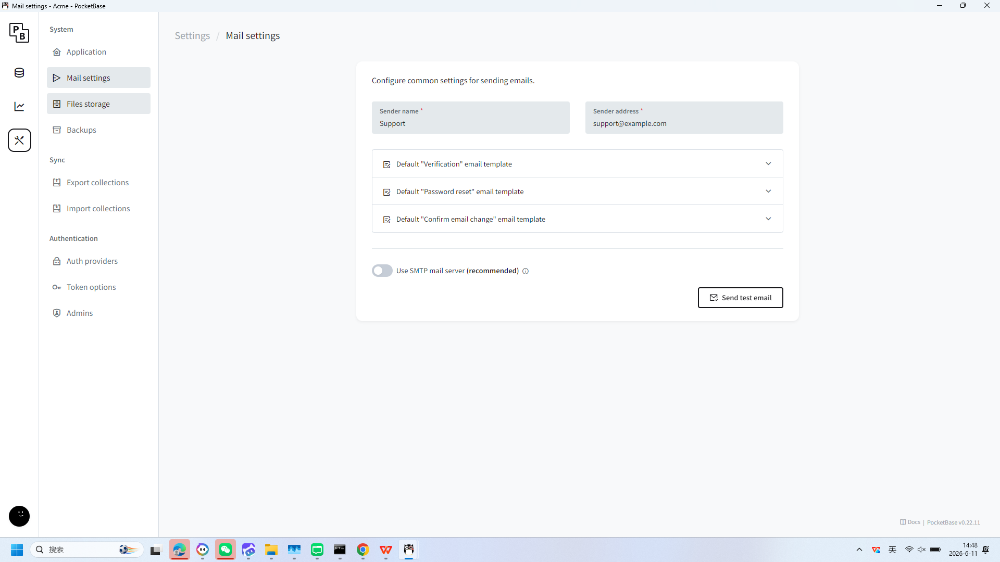 Mail settings - Acme - PocketBase
P
B
System
Application
Mail settings
Files storage
Backups
Sync
Export collections
Import collections
Authentication
Auth providers
Token options
Admins
Settings / Mail settings
Configure common settings for sending emails.
Sender name *
Support
Sender address *
support@example.com
Default "Verification" email template
Default "Password reset" email template
Default "Confirm email change" email template
Use SMTP mail server (recommended)
Send test email
Docs | PocketBase v0.22.11
搜索
英
14:48
2026-6-11